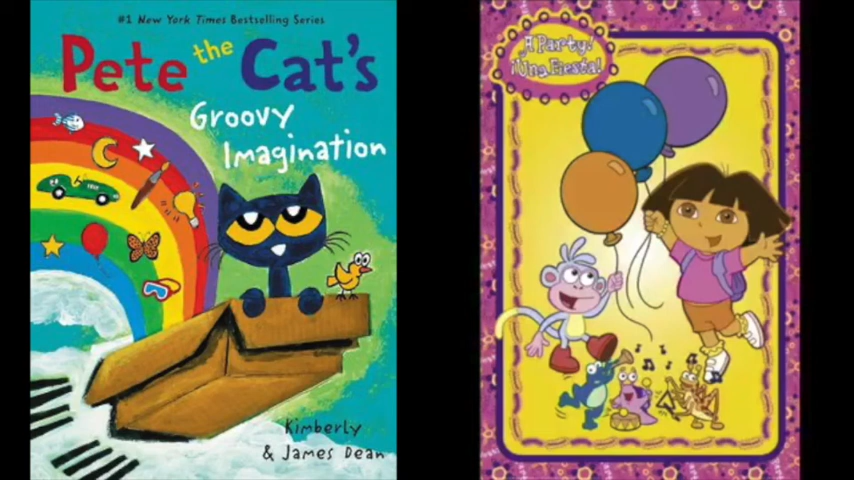 #1 New York Times Bestselling Series
Pete the Cat's
Groovy
Imagination
Kimberly
& James Dean
A Party!
¡Una Fiesta!